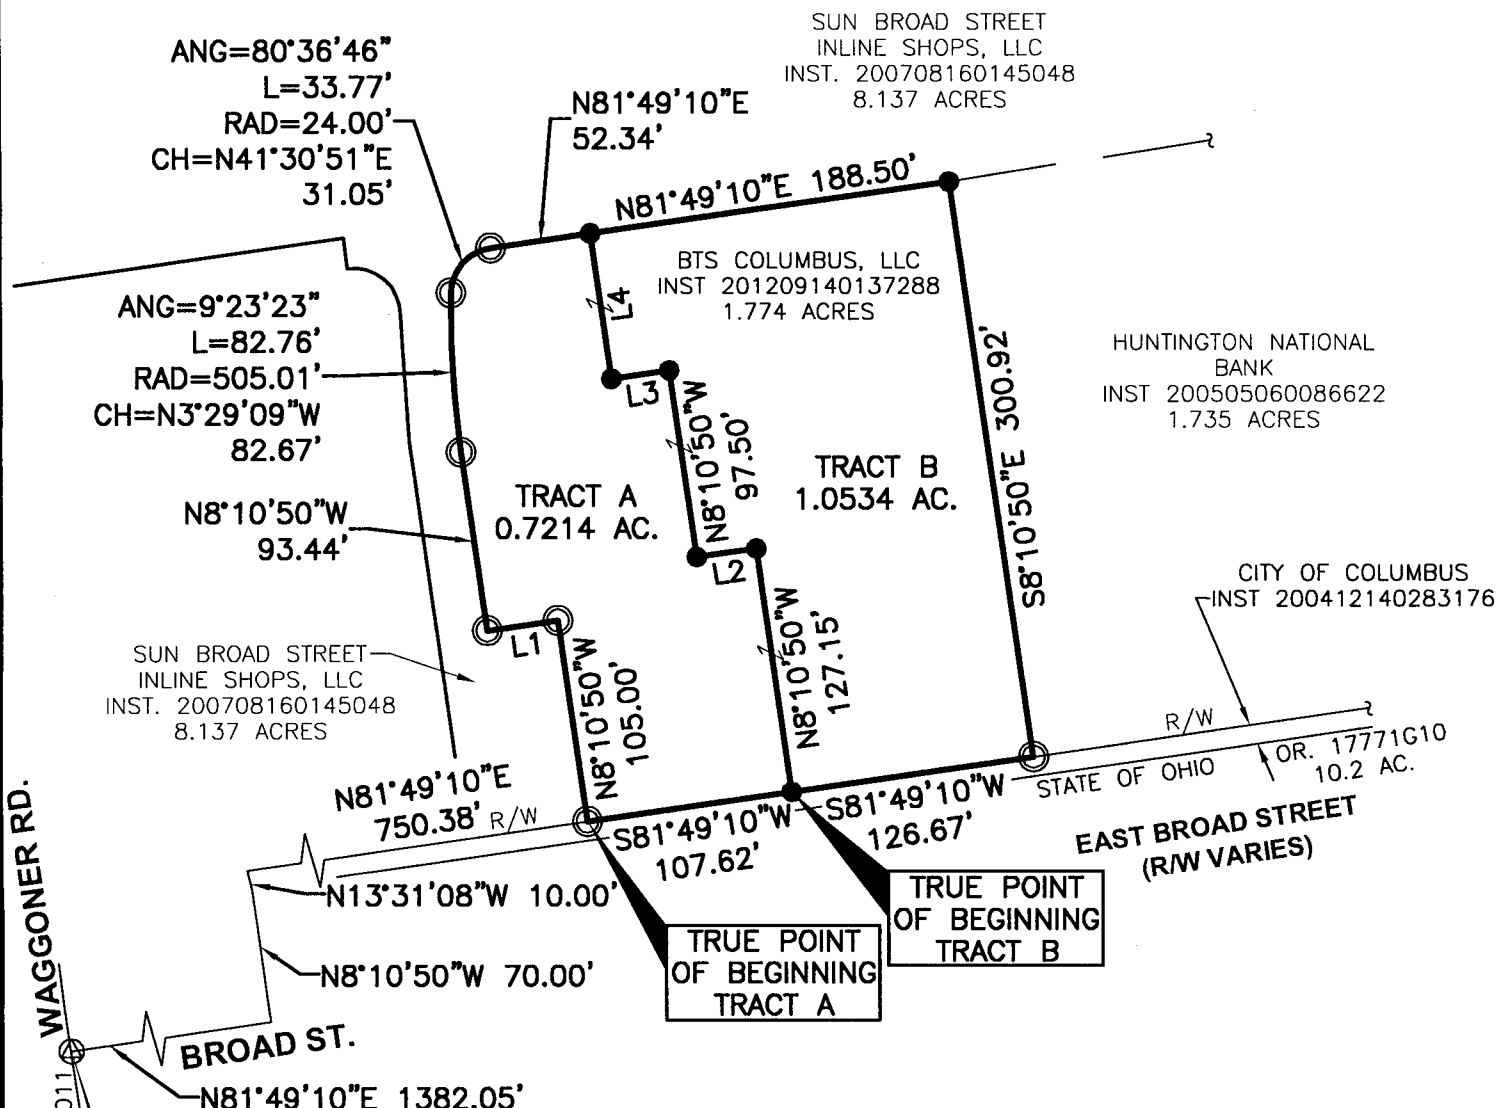 SUN BROAD STREET
INLINE SHOPS, LLC
INST. 200708160145048
8.137 ACRES
ANG=80°36'46"
L=33.77'
RAD=24.00'
CH=N41°30'51"E
31.05'
N81°49'10"E
52.34'
N81°49'10"E 188.50'
BTS COLUMBUS, LLC
INST 201209140137288
1.774 ACRES
L4
ANG=9°23'23"
L=82.76'
RAD=505.01'
CH=N3°29'09"W
82.67'
HUNTINGTON NATIONAL
BANK
INST 200505060086622
1.735 ACRES
L3
N8°10'50"W
97.50'
S8°10'50"E 300.92'
TRACT B
1.0534 AC.
TRACT A
0.7214 AC.
N8°10'50"W
93.44'
L2
CITY OF COLUMBUS
INST 200412140283176
L1
SUN BROAD STREET
INLINE SHOPS, LLC
INST. 200708160145048
8.137 ACRES
N8°10'50"W
105.00'
N8°10'50"W
127.15'
R/W
OR. 17771G10
10.2 AC.
STATE OF OHIO
N81°49'10"E
750.38'
R/W
S81°49'10"W
107.62'
S81°49'10"W
126.67'
EAST BROAD STREET
(R/W VARIES)
WAGGONER RD.
N13°31'08"W 10.00'
TRUE POINT
OF BEGINNING
TRACT B
TRUE POINT
OF BEGINNING
TRACT A
N8°10'50"W 70.00'
BROAD ST.
N81°49'10"E 1382.05'
011